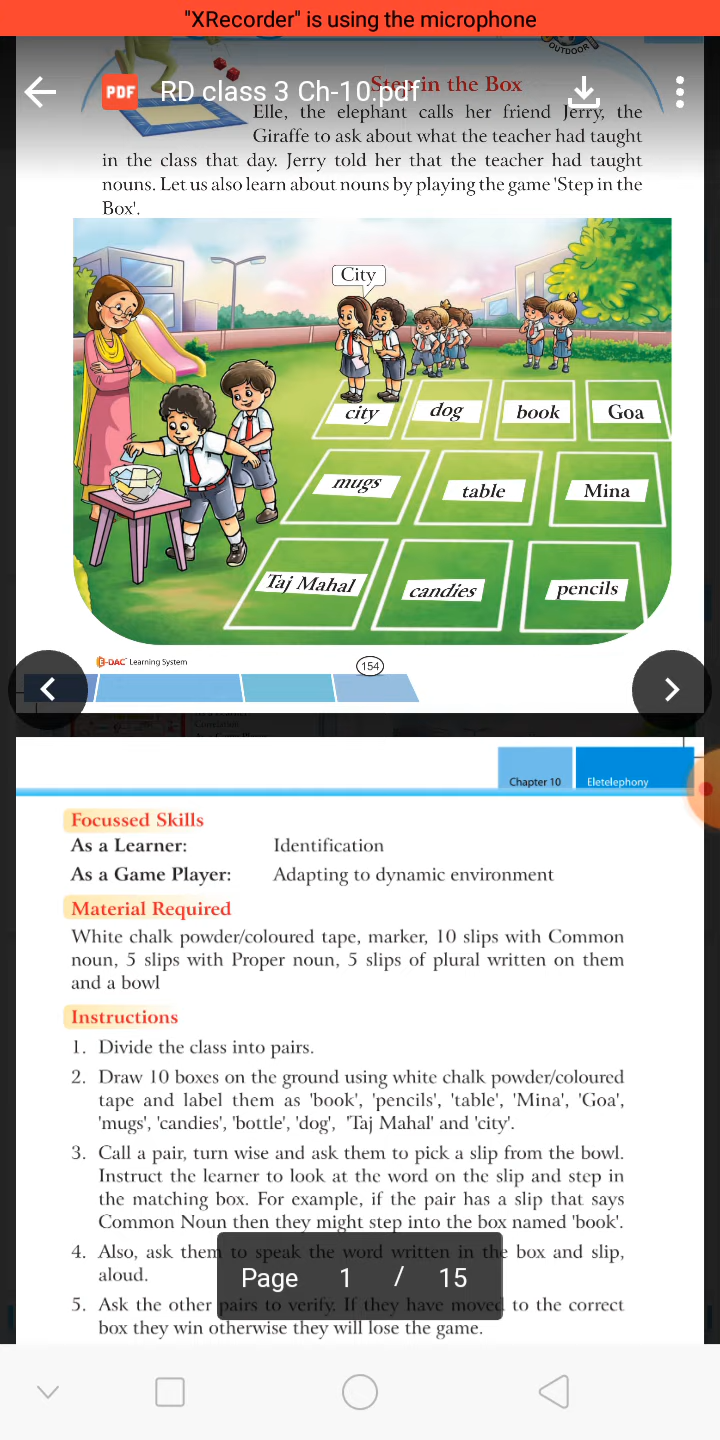 "XRecorder" is using the microphone
OUTDOOR
PDF RD class 3 Ch-10.pdf
Step in the Box
Elle, the elephant calls her friend Jerry, the
Giraffe to ask about what the teacher had taught
in the class that day. Jerry told her that the teacher had taught
nouns. Let us also learn about nouns by playing the game 'Step in the
Box'.
City
city dog book Goa
mugs table Mina
Taj Mahal candies pencils
E-DAC Learning System
154
Chapter 10 Eletelephony
Focussed Skills
As a Learner: Identification
As a Game Player: Adapting to dynamic environment
Material Required
White chalk powder/coloured tape, marker, 10 slips with Common
noun, 5 slips with Proper noun, 5 slips of plural written on them
and a bowl
Instructions
1. Divide the class into pairs.
2. Draw 10 boxes on the ground using white chalk powder/coloured
tape and label them as 'book', 'pencils', 'table', 'Mina', 'Goa',
'mugs', 'candies', 'bottle', 'dog', 'Taj Mahal' and 'city'.
3. Call a pair, turn wise and ask them to pick a slip from the bowl.
Instruct the learner to look at the word on the slip and step in
the matching box. For example, if the pair has a slip that says
Common Noun then they might step into the box named 'book'.
4. Also, ask them to speak the word written in the box and slip,
aloud.
Page 1 / 15
5. Ask the other pairs to verify. If they have moved to the correct
box they win otherwise they will lose the game.